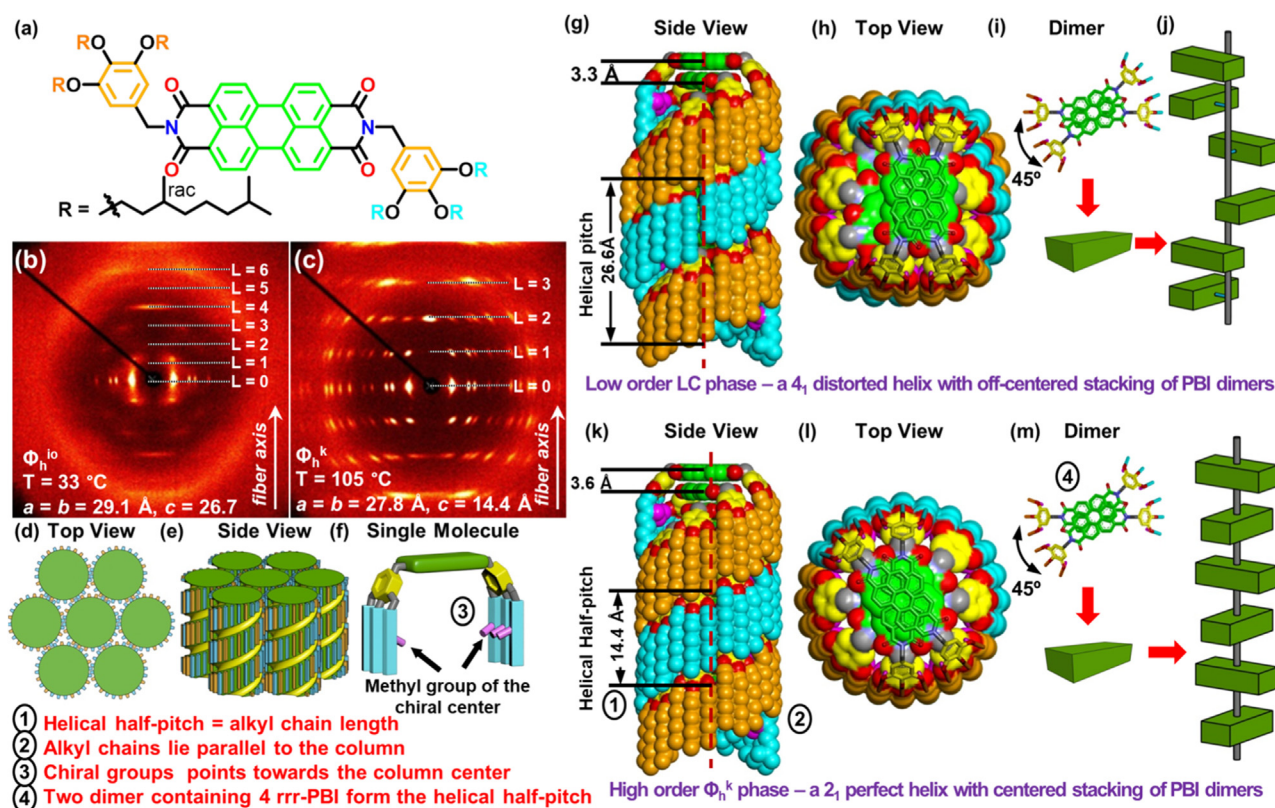 (a)
RO
OR
RO
O
O
N
N
O
O
OR
RO
OR
rac
R =
(b)
L = 6
L = 5
L = 4
L = 3
L = 2
L = 1
L = 0
Φhio
T = 33 °C
a = b = 29.1 Å, c = 26.7
fiber axis
(c)
L = 3
L = 2
L = 1
L = 0
Φhk
T = 105 °C
a = b = 27.8 Å, c = 14.4 Å
fiber axis
(d) Top View
(e) Side View
(f) Single Molecule
3
Methyl group of the
chiral center
1 Helical half-pitch = alkyl chain length
2 Alkyl chains lie parallel to the column
3 Chiral groups points towards the column center
4 Two dimer containing 4 rrr-PBI form the helical half-pitch
(g) Side View
3.3 Å
Helical pitch
26.6Å
(h) Top View
(i) Dimer
45º
(j)
Low order LC phase – a 41 distorted helix with off-centered stacking of PBI dimers
(k) Side View
3.6 Å
Helical Half-pitch
14.4 Å
1
2
(l) Top View
(m) Dimer
4
45º
High order Φhk phase – a 21 perfect helix with centered stacking of PBI dimers